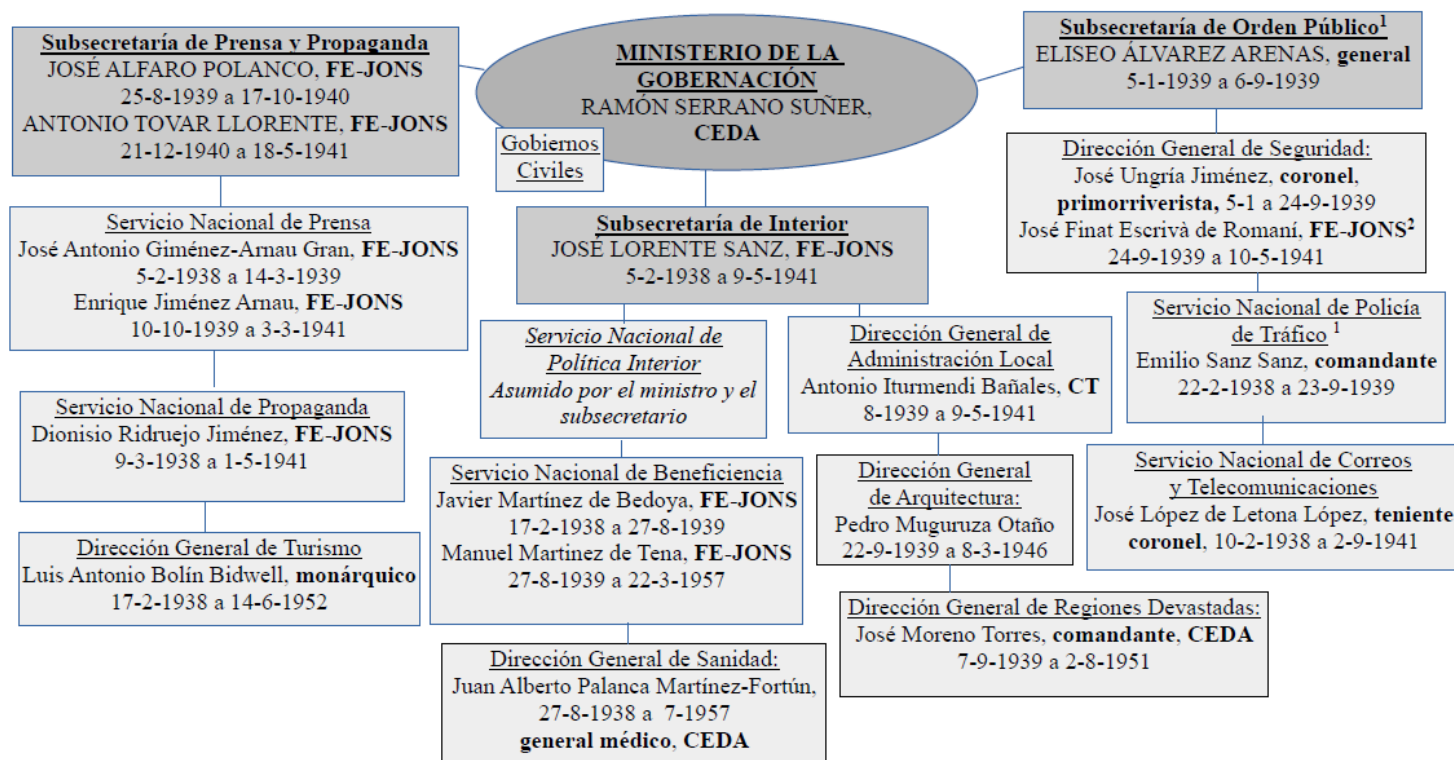 Subsecretaría de Prensa y Propaganda
JOSÉ ALFARO POLANCO, FE-JONS
25-8-1939 a 17-10-1940
ANTONIO TOVAR LLORENTE, FE-JONS
21-12-1940 a 18-5-1941
MINISTERIO DE LA
GOBERNACIÓN
RAMÓN SERRANO SUÑER,
CEDA
Gobiernos
Civiles
Subsecretaría de Orden Público1
ELISEO ÁLVAREZ ARENAS, general
5-1-1939 a 6-9-1939
Servicio Nacional de Prensa
José Antonio Giménez-Arnau Gran, FE-JONS
5-2-1938 a 14-3-1939
Enrique Jiménez Arnau, FE-JONS
10-10-1939 a 3-3-1941
Servicio Nacional de Propaganda
Dionisio Ridruejo Jiménez, FE-JONS
9-3-1938 a 1-5-1941
Dirección General de Turismo
Luis Antonio Bolín Bidwell, monárquico
17-2-1938 a 14-6-1952
Subsecretaría de Interior
JOSÉ LORENTE SANZ, FE-JONS
5-2-1938 a 9-5-1941
Servicio Nacional de
Política Interior
Asumido por el ministro y el
subsecretario
Servicio Nacional de Beneficiencia
Javier Martínez de Bedoya, FE-JONS
17-2-1938 a 27-8-1939
Manuel Martinez de Tena, FE-JONS
27-8-1939 a 22-3-1957
Dirección General de Sanidad:
Juan Alberto Palanca Martínez-Fortún,
27-8-1938 a 7-1957
general médico, CEDA
Dirección General de
Administración Local
Antonio Iturmendi Bañales, CT
8-1939 a 9-5-1941
Dirección General
de Arquitectura:
Pedro Muguruza Otaño
22-9-1939 a 8-3-1946
Dirección General de Regiones Devastadas:
José Moreno Torres, comandante, CEDA
7-9-1939 a 2-8-1951
Dirección General de Seguridad:
José Ungría Jiménez, coronel,
primorriverista, 5-1 a 24-9-1939
José Finat Escrivà de Romaní, FE-JONS2
24-9-1939 a 10-5-1941
Servicio Nacional de Policía
de Tráfico 1
Emilio Sanz Sanz, comandante
22-2-1938 a 23-9-1939
Servicio Nacional de Correos
y Telecomunicaciones
José López de Letona López, teniente
coronel, 10-2-1938 a 2-9-1941